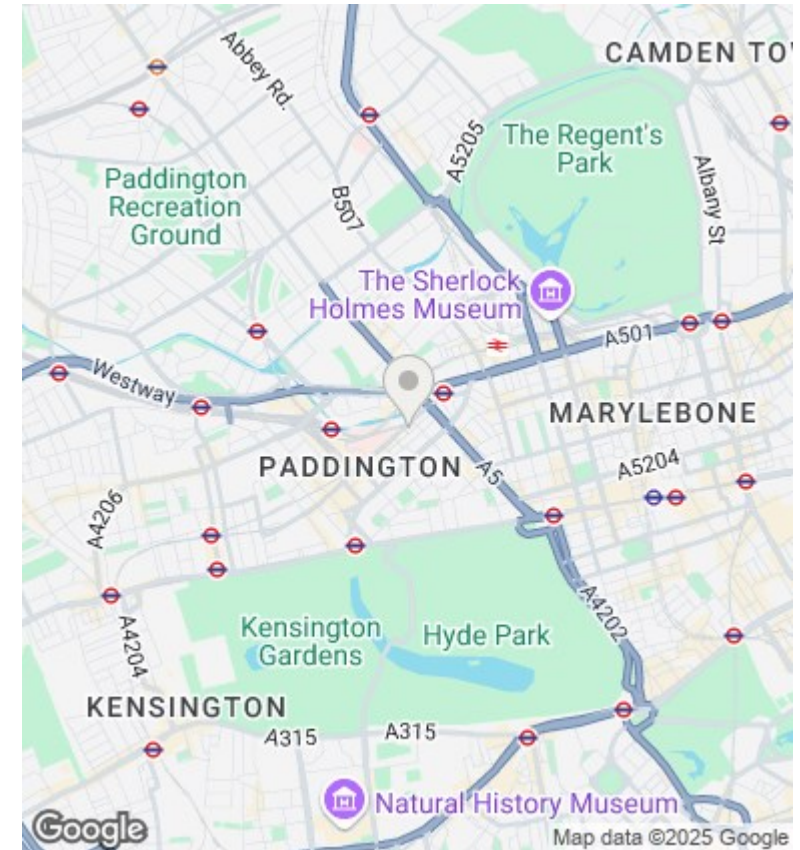 CAMDEN TO
Abbey Rd.
The Regent's
Park
A5205
Albany St
Paddington
Recreation
Ground
B507
The Sherlock
Holmes Museum
A501
Westway
MARYLEBONE
PADDINGTON
A5
A5204
A4206
A4202
Kensington
Gardens
Hyde Park
A4204
KENSINGTON
A315
A315
Natural History Museum
Google
Map data ©2025 Google